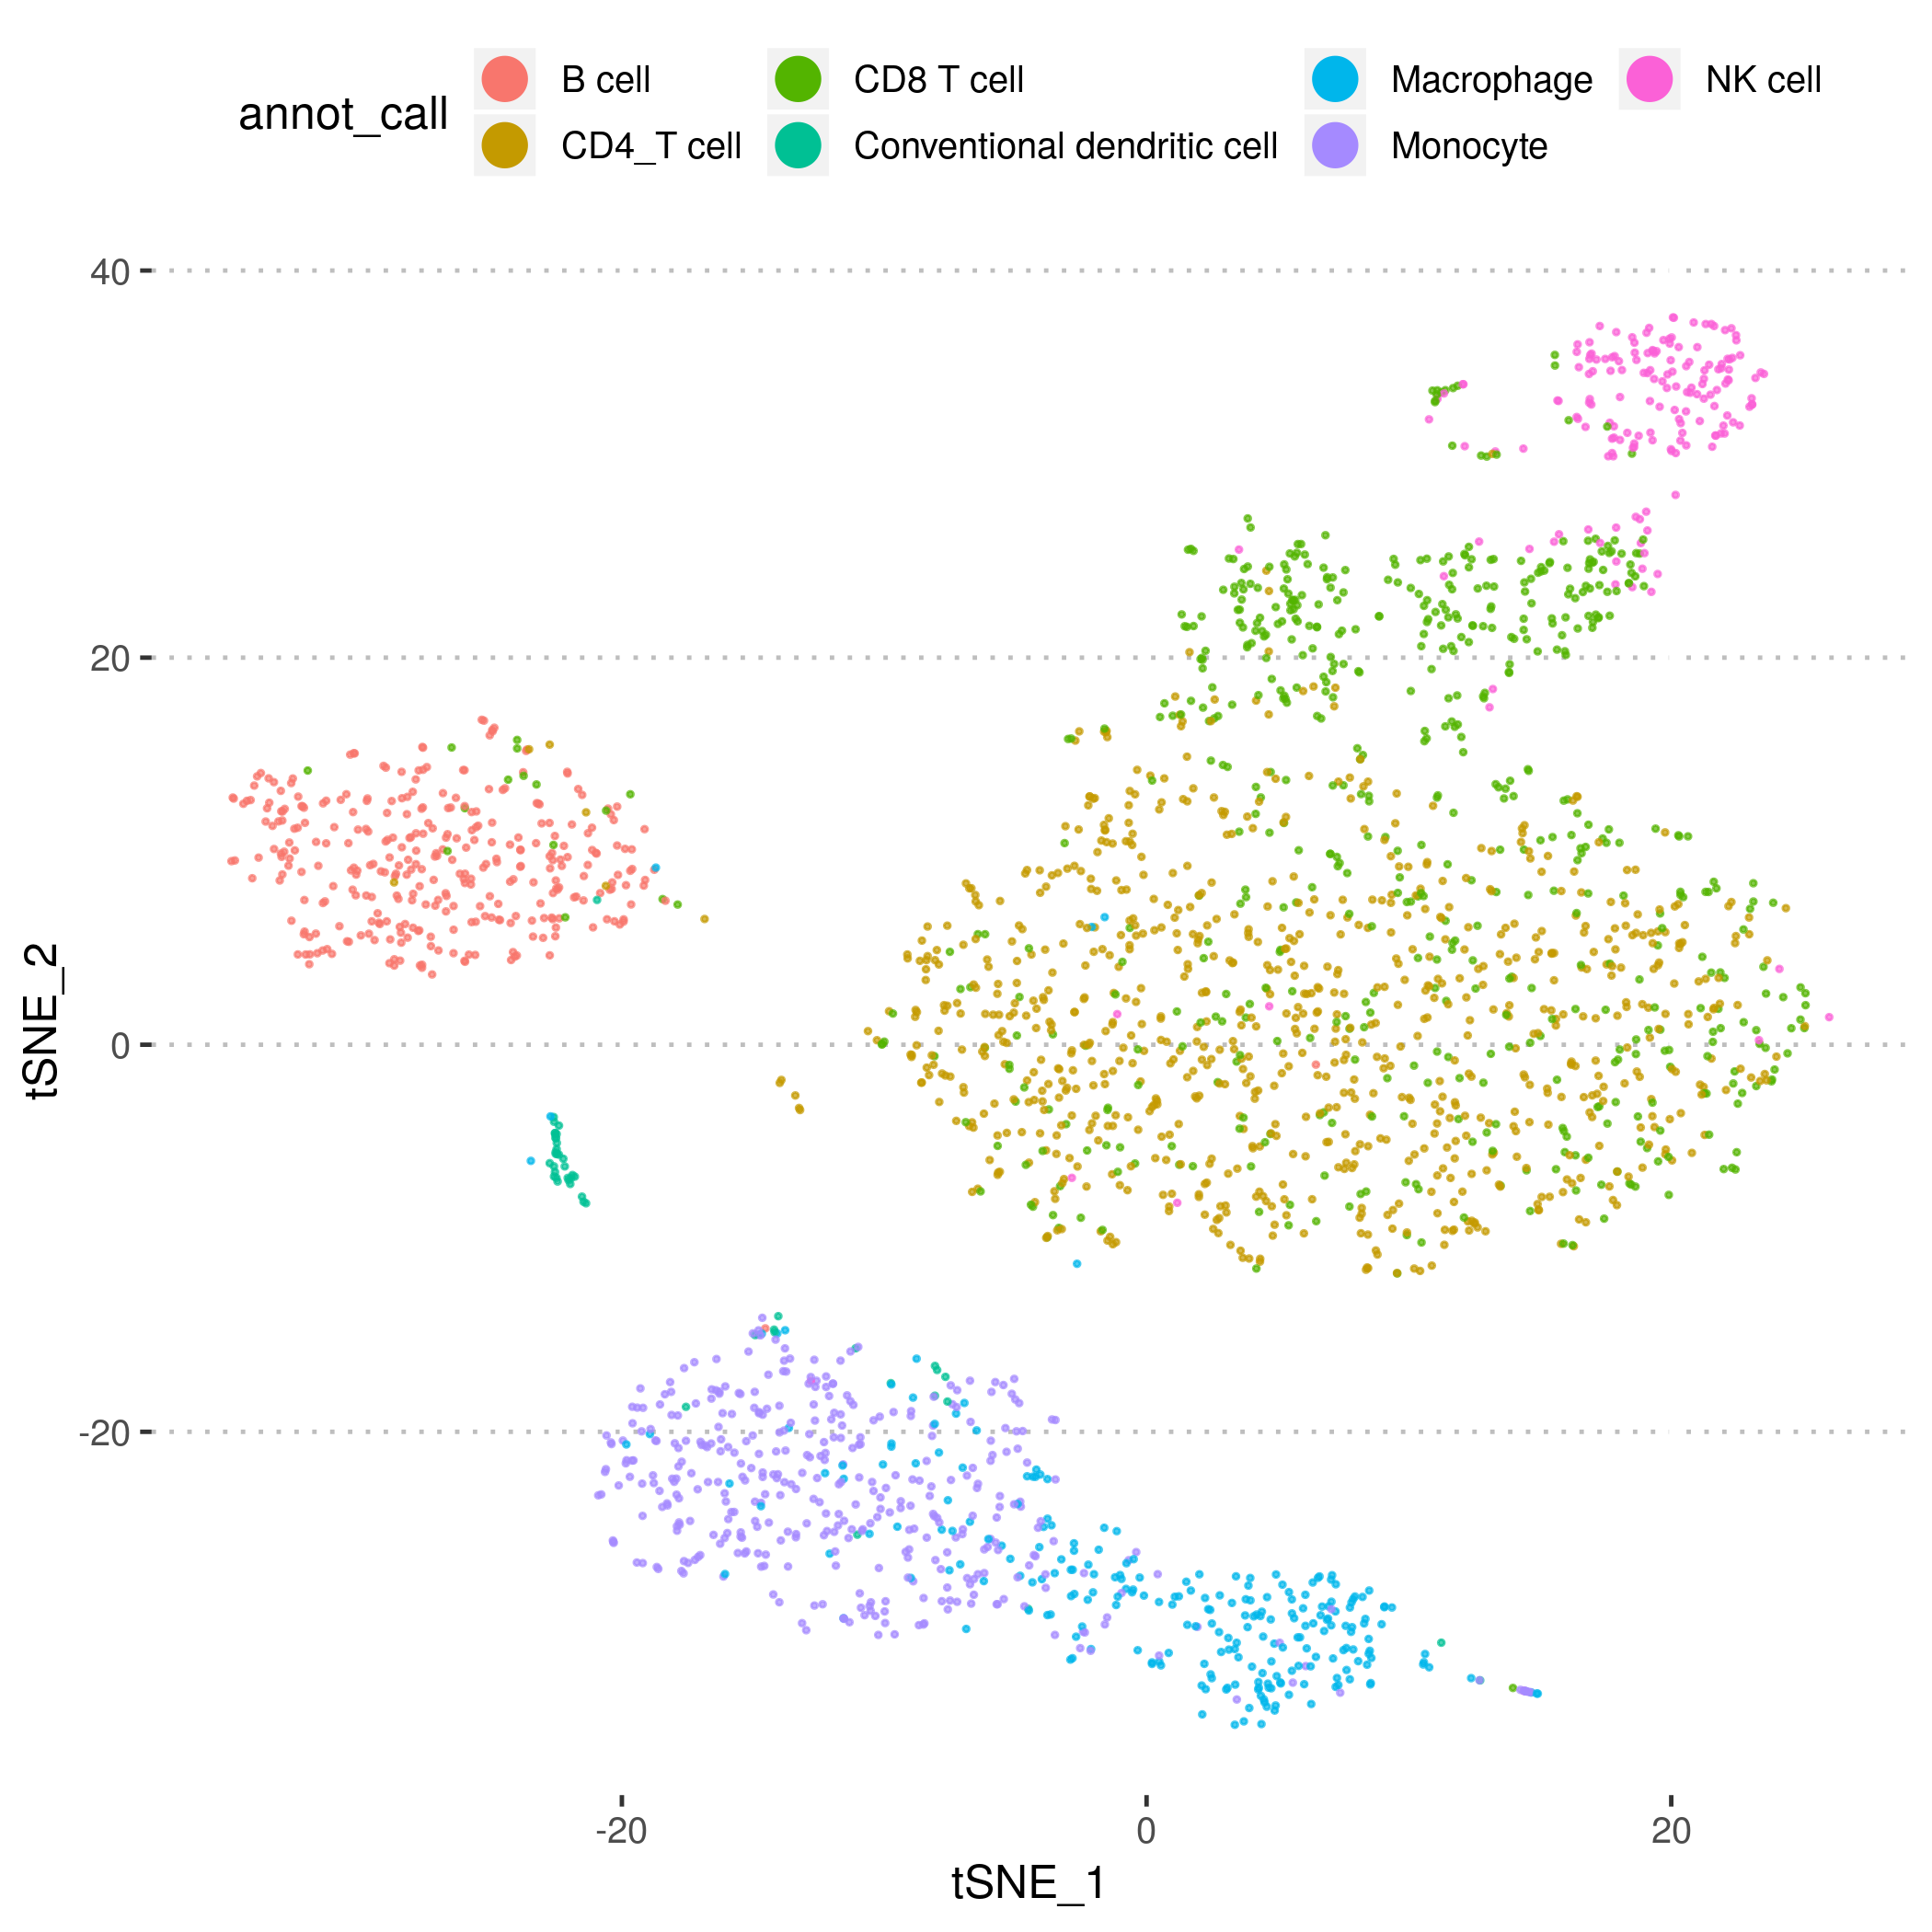 annot_call
B cell
CD8 T cell
Macrophage
NK cell
CD4_T cell
Conventional dendritic cell
Monocyte
40
20
0
-20
tSNE_2
-20
0
20
tSNE_1